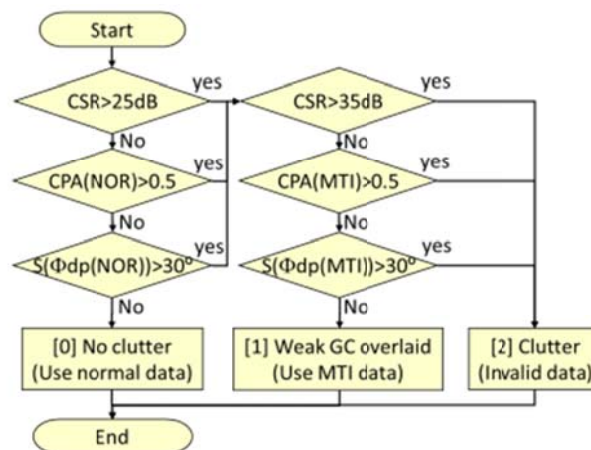 Start
CSR>25dB
yes
No
CPA(NOR)>0.5
yes
No
S(Φdp(NOR))>30º
yes
No
[0] No clutter
(Use normal data)
CSR>35dB
yes
No
CPA(MTI)>0.5
yes
No
S(Φdp(MTI))>30º
yes
No
[1] Weak GC overlaid
(Use MTI data)
[2] Clutter
(Invalid data)
End